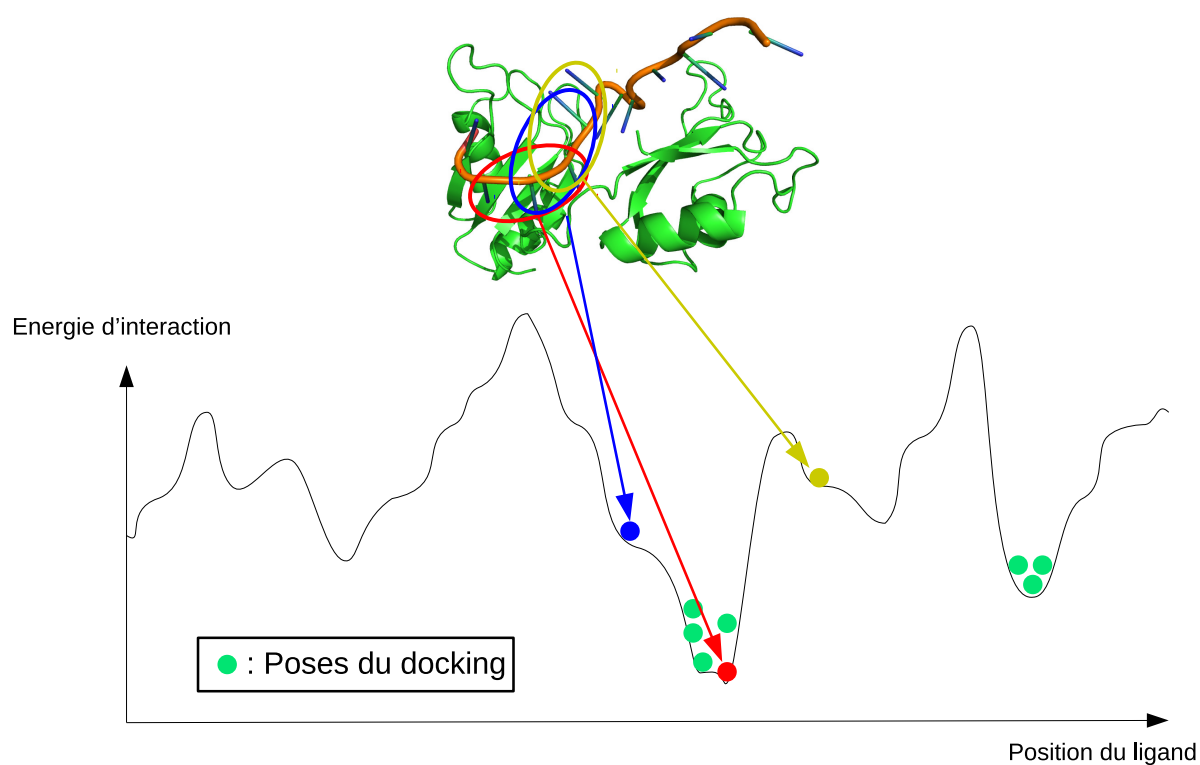 Energie d'interaction
: Poses du docking
Position du ligand